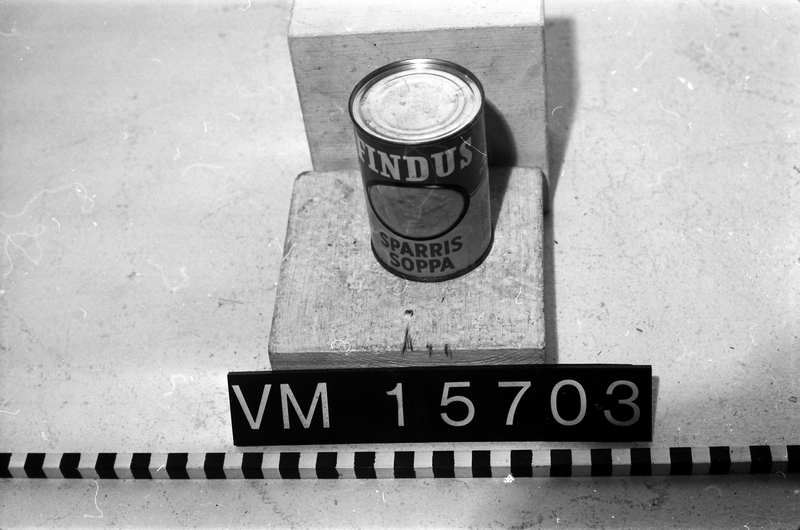 FINDUS
SPARRIS
SOPPA
VM 15703